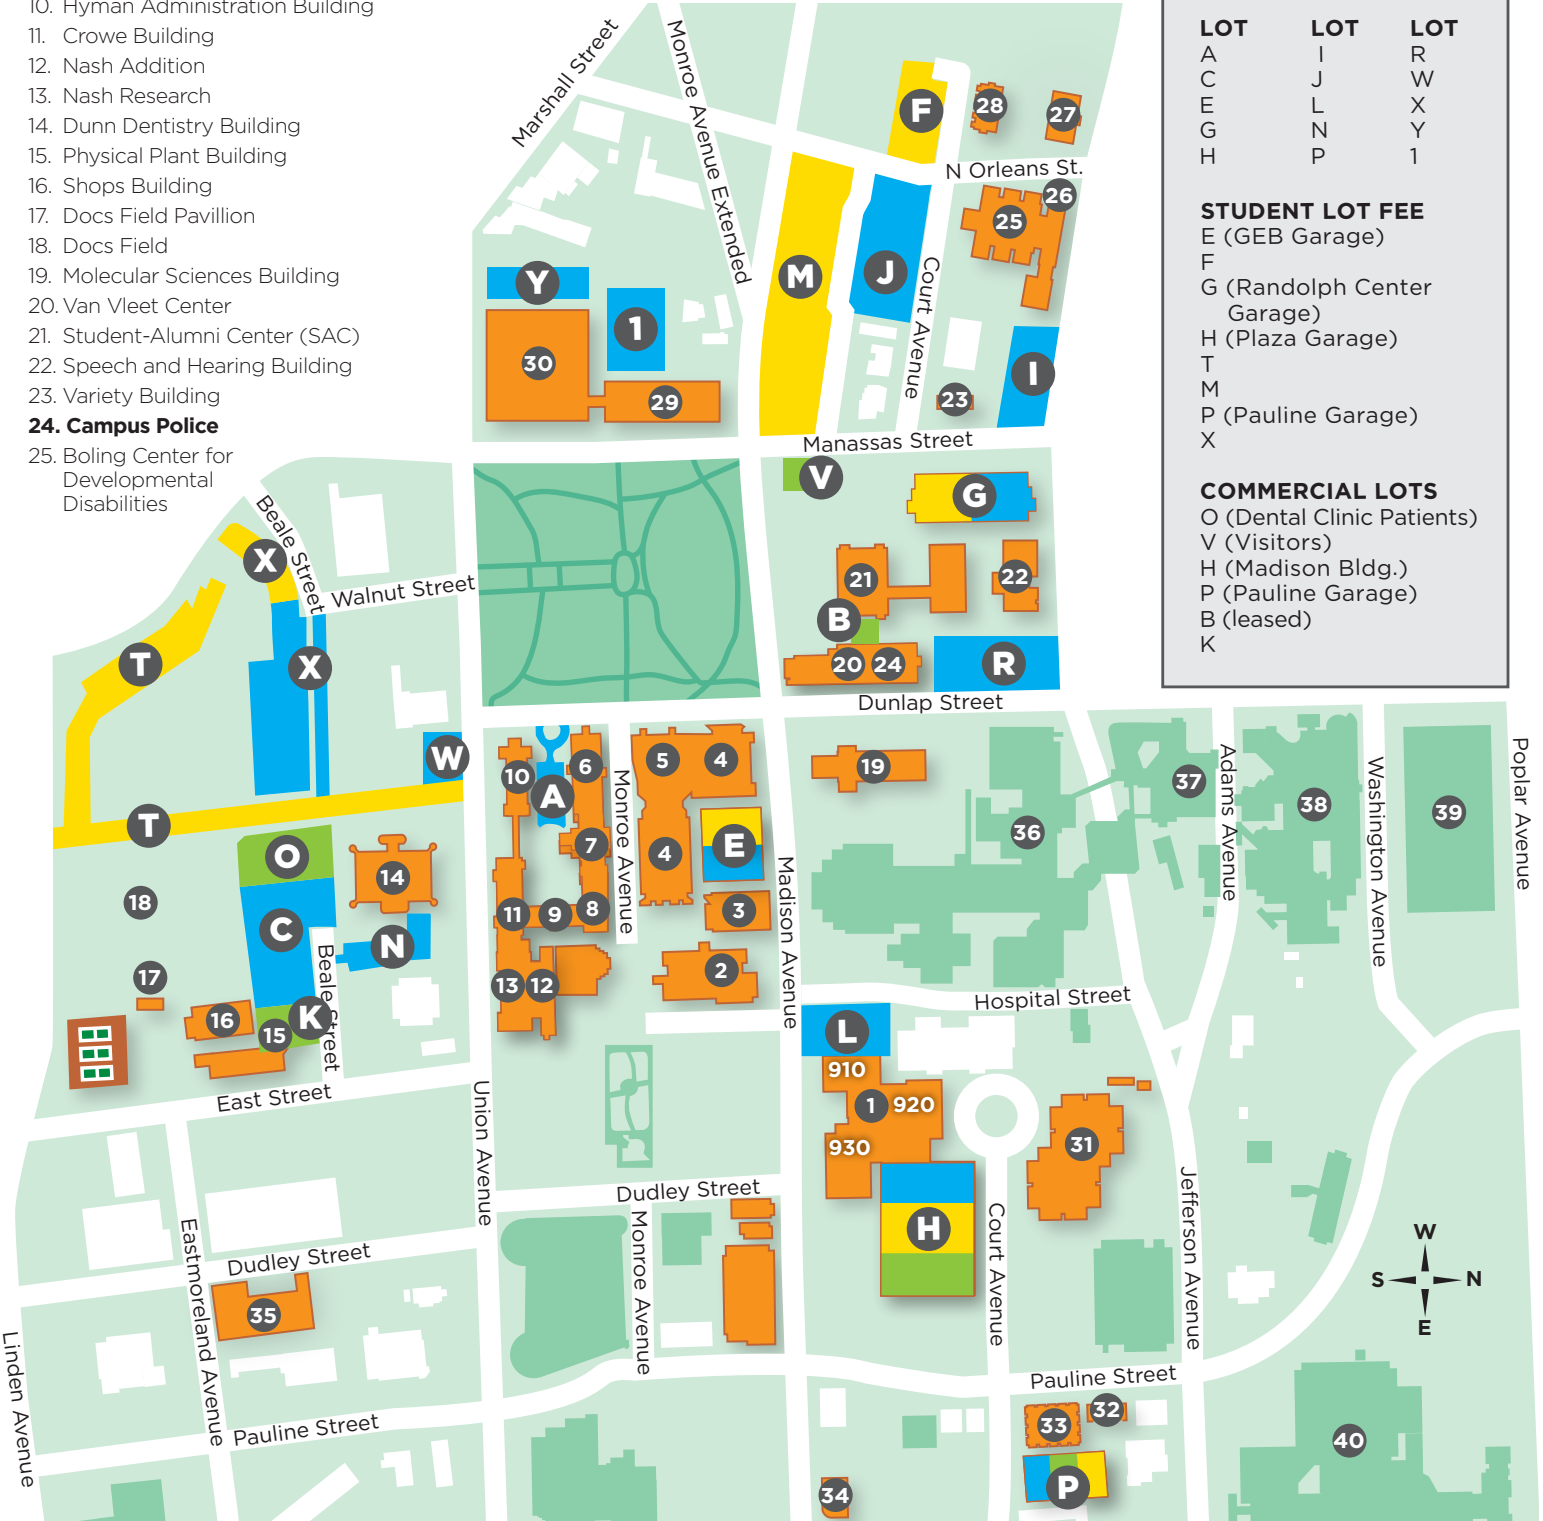 10. Hyman Administration Building
11. Crowe Building
12. Nash Addition
13. Nash Research
14. Dunn Dentistry Building
15. Physical Plant Building
16. Shops Building
17. Docs Field Pavillion
18. Docs Field
19. Molecular Sciences Building
20. Van Vleet Center
21. Student-Alumni Center (SAC)
22. Speech and Hearing Building
23. Variety Building
24. Campus Police
25. Boling Center for
Developmental
Disabilities
LOT LOT LOT
A I R
C J W
E L X
G N Y
H P 1
STUDENT LOT FEE
E (GEB Garage)
F
G (Randolph Center
Garage)
H (Plaza Garage)
T
M
P (Pauline Garage)
X
COMMERCIAL LOTS
O (Dental Clinic Patients)
V (Visitors)
H (Madison Bldg.)
P (Pauline Garage)
B (leased)
K
Marshall Street
Monroe Avenue Extended
F
28
27
N Orleans St.
26
25
Y
1
M
J
Court Avenue
30
29
I
23
Manassas Street
V
G
Beale Street
X
Walnut Street
21
22
B
T
X
20
24
R
Dunlap Street
W
10
A
6
5
4
19
Monroe Avenue
T
7
E
4
O
14
Madison Avenue
36
37
Adams Avenue
38
Washington Avenue
39
Poplar Avenue
18
C
11
9
8
3
N
Beale Street
17
13
12
2
Hospital Street
16
15
K
L
910
1
920
930
East Street
Union Avenue
31
Dudley Street
Monroe Avenue
H
Court Avenue
Jefferson Avenue
W
S
N
E
Eastmoreland Avenue
Dudley Street
35
Linden Avenue
Pauline Street
Pauline Street
33
32
P
34
40